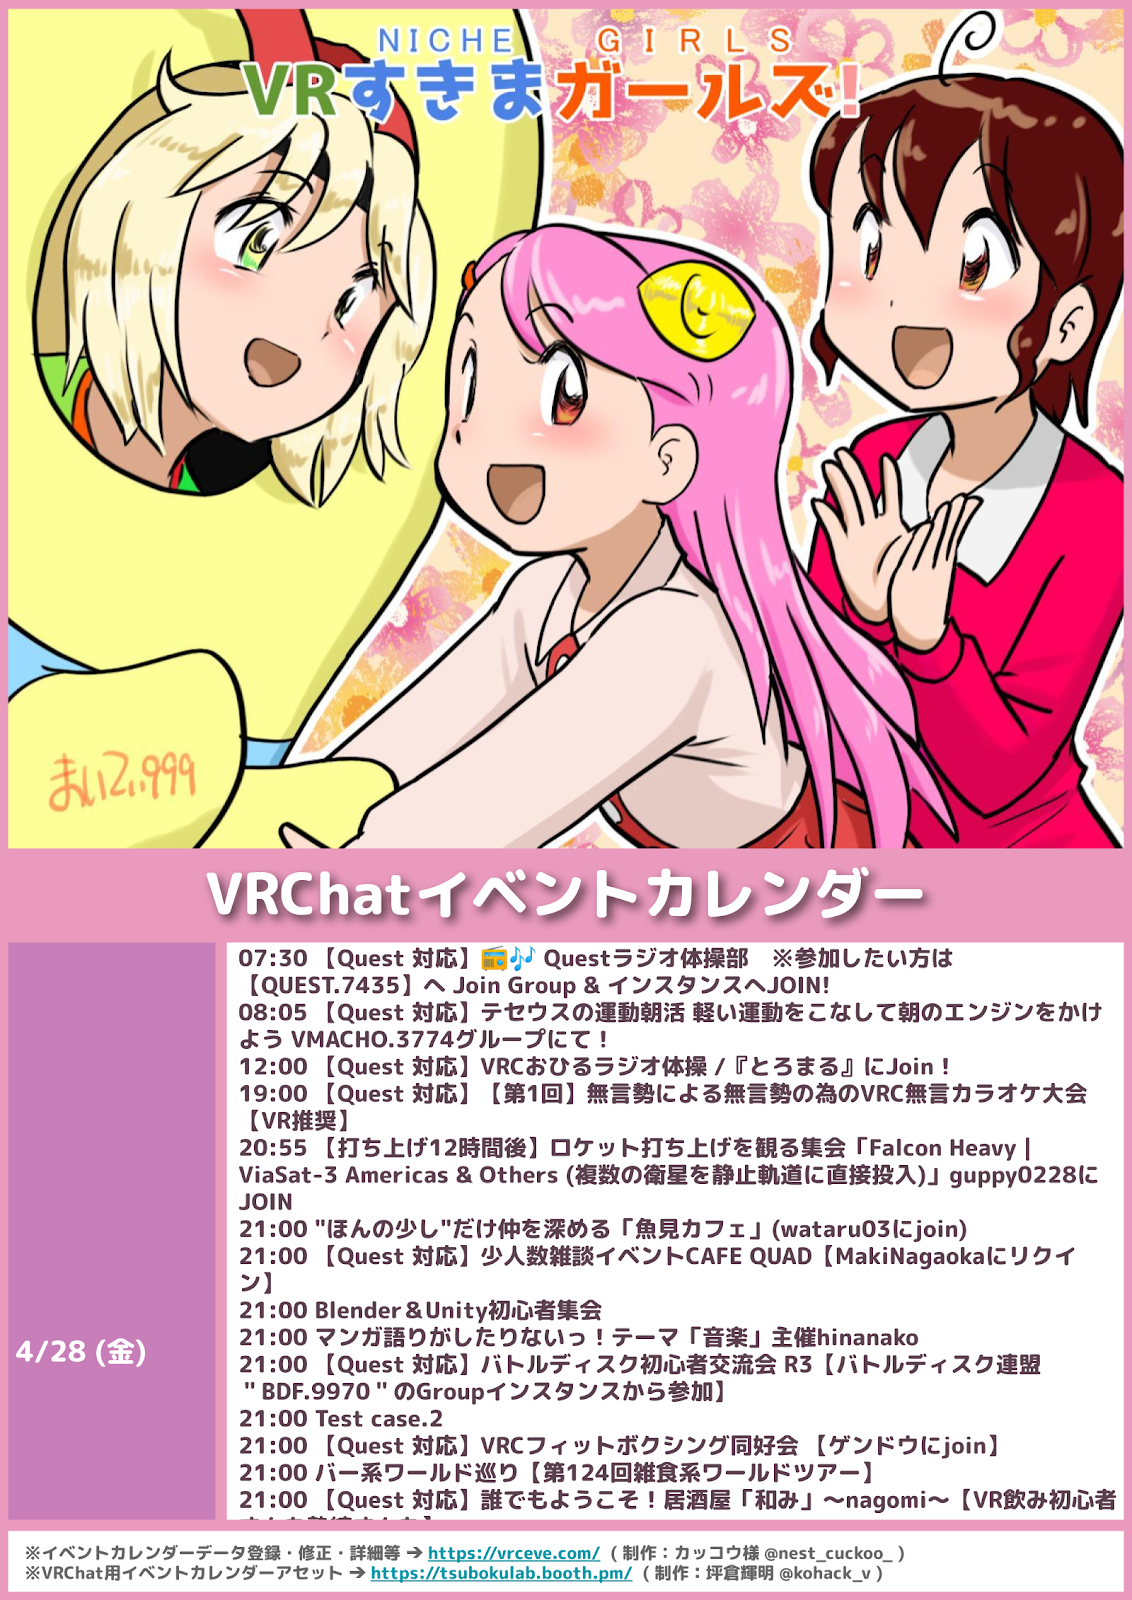 NICHE GIRLS
VRすきまガールズ!
まいてい999
VRChatイベントカレンダー
4/28 (金)
07:30 【Quest 対応】📻🎶 Questラジオ体操部　※参加したい方は
【QUEST.7435】へ Join Group & インスタンスへJOIN!
08:05 【Quest 対応】テセウスの運動朝活 軽い運動をこなして朝のエンジンをかけ
よう VMACHO.3774グループにて！
12:00 【Quest 対応】VRCおひるラジオ体操 /『とろまる』にJoin！
19:00 【Quest 対応】【第1回】無言勢による無言勢の為のVRC無言カラオケ大会
【VR推奨】
20:55 【打ち上げ12時間後】ロケット打ち上げを観る集会「Falcon Heavy |
ViaSat-3 Americas & Others (複数の衛星を静止軌道に直接投入)」guppy0228に
JOIN
21:00 "ほんの少し"だけ仲を深める「魚見カフェ」(wataru03にjoin)
21:00 【Quest 対応】少人数雑談イベントCAFE QUAD【MakiNagaokaにリクイ
ン】
21:00 Blender＆Unity初心者集会
21:00 マンガ語りがしたりないっ！テーマ「音楽」主催hinanako
21:00 【Quest 対応】バトルディスク初心者交流会 R3【バトルディスク連盟
＂BDF.9970＂のGroupインスタンスから参加】
21:00 Test case.2
21:00 【Quest 対応】VRCフィットボクシング同好会 【ゲンドウにjoin】
21:00 バー系ワールド巡り【第124回雑食系ワールドツアー】
21:00 【Quest 対応】誰でもようこそ！居酒屋「和み」～nagomi～【VR飲み初心者
※イベントカレンダーデータ登録・修正・詳細等 ➔ https://vrceve.com/ ( 制作：カッコウ様 @nest_cuckoo_ )
※VRChat用イベントカレンダーアセット ➔ https://tsubokulab.booth.pm/ ( 制作：坪倉輝明 @kohack_v )